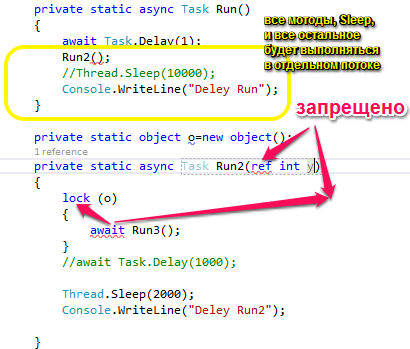 private static async Task Run()
все мотоды, Sleep,
и все остальное
будет выполняться
в отдельном потоке
{
await Task.Delay(1);
Run2();
//Thread.Sleep(10000);
Console.WriteLine("Deley Run");
}
запрещено
private static object o=new object();
1 reference
private static async Task Run2(ref int y)
{
lock (o)
{
await Run3();
}
//await Task.Delay(1000);
Thread.Sleep(2000);
Console.WriteLine("Deley Run2");
}